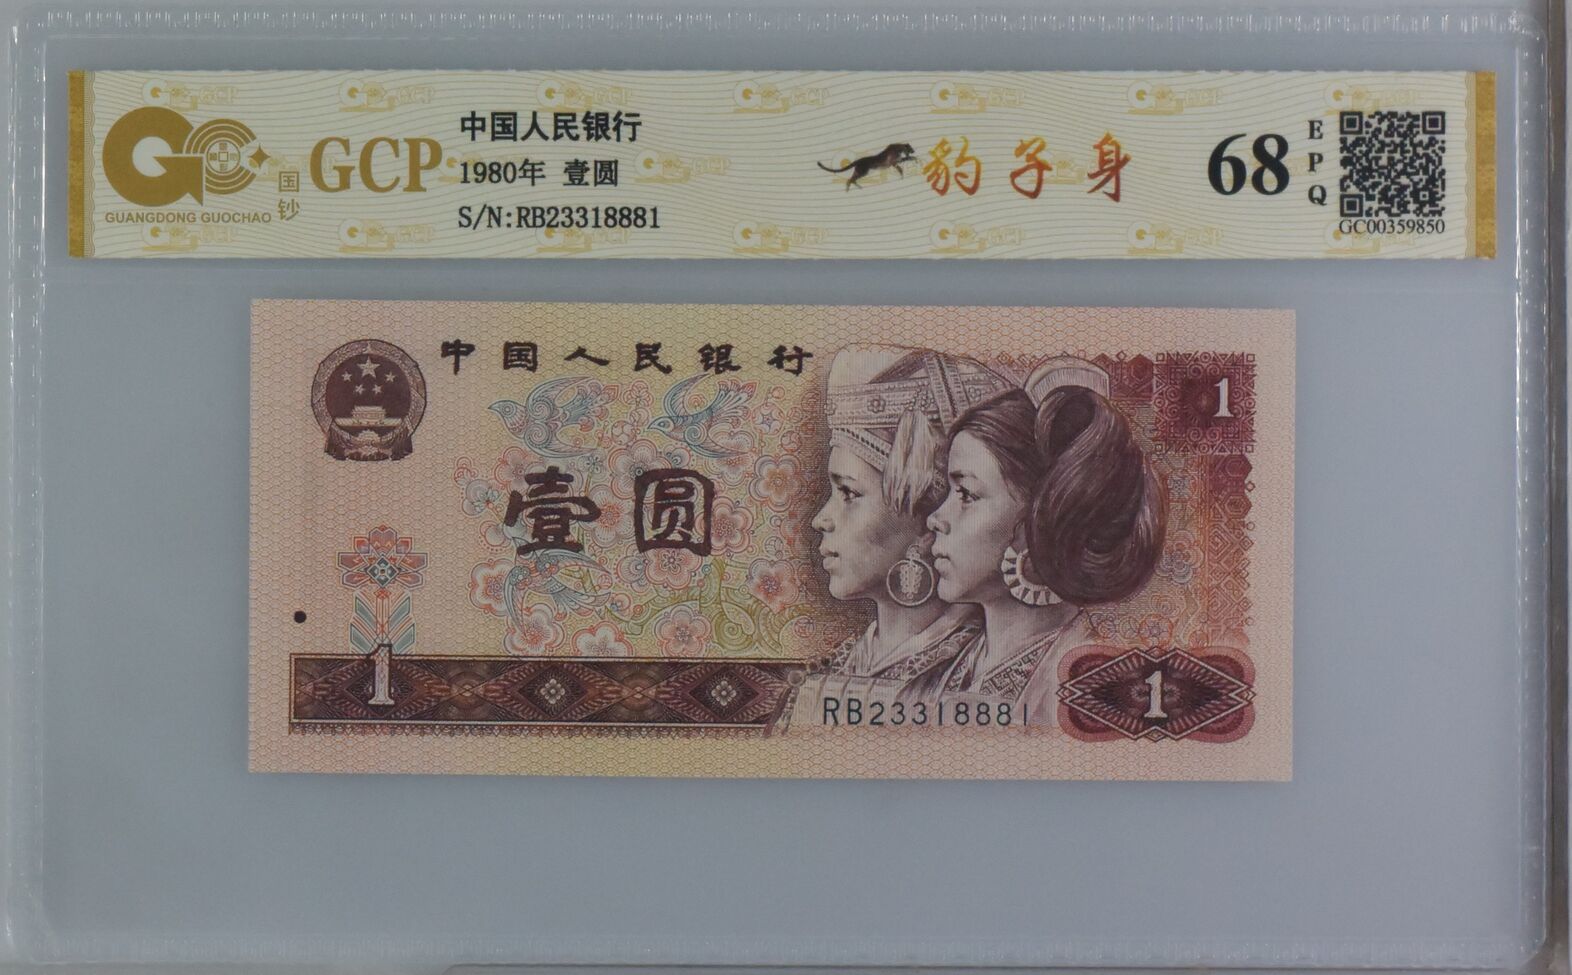 GUANGDONG GUOCHAO
国钞
GCP
中国人民银行
1980年 壹圆
S/N:RB23318881
豹子身
68
EPQ
GC00359850
中国人民银行
1
壹圆
1
RB23318881
1